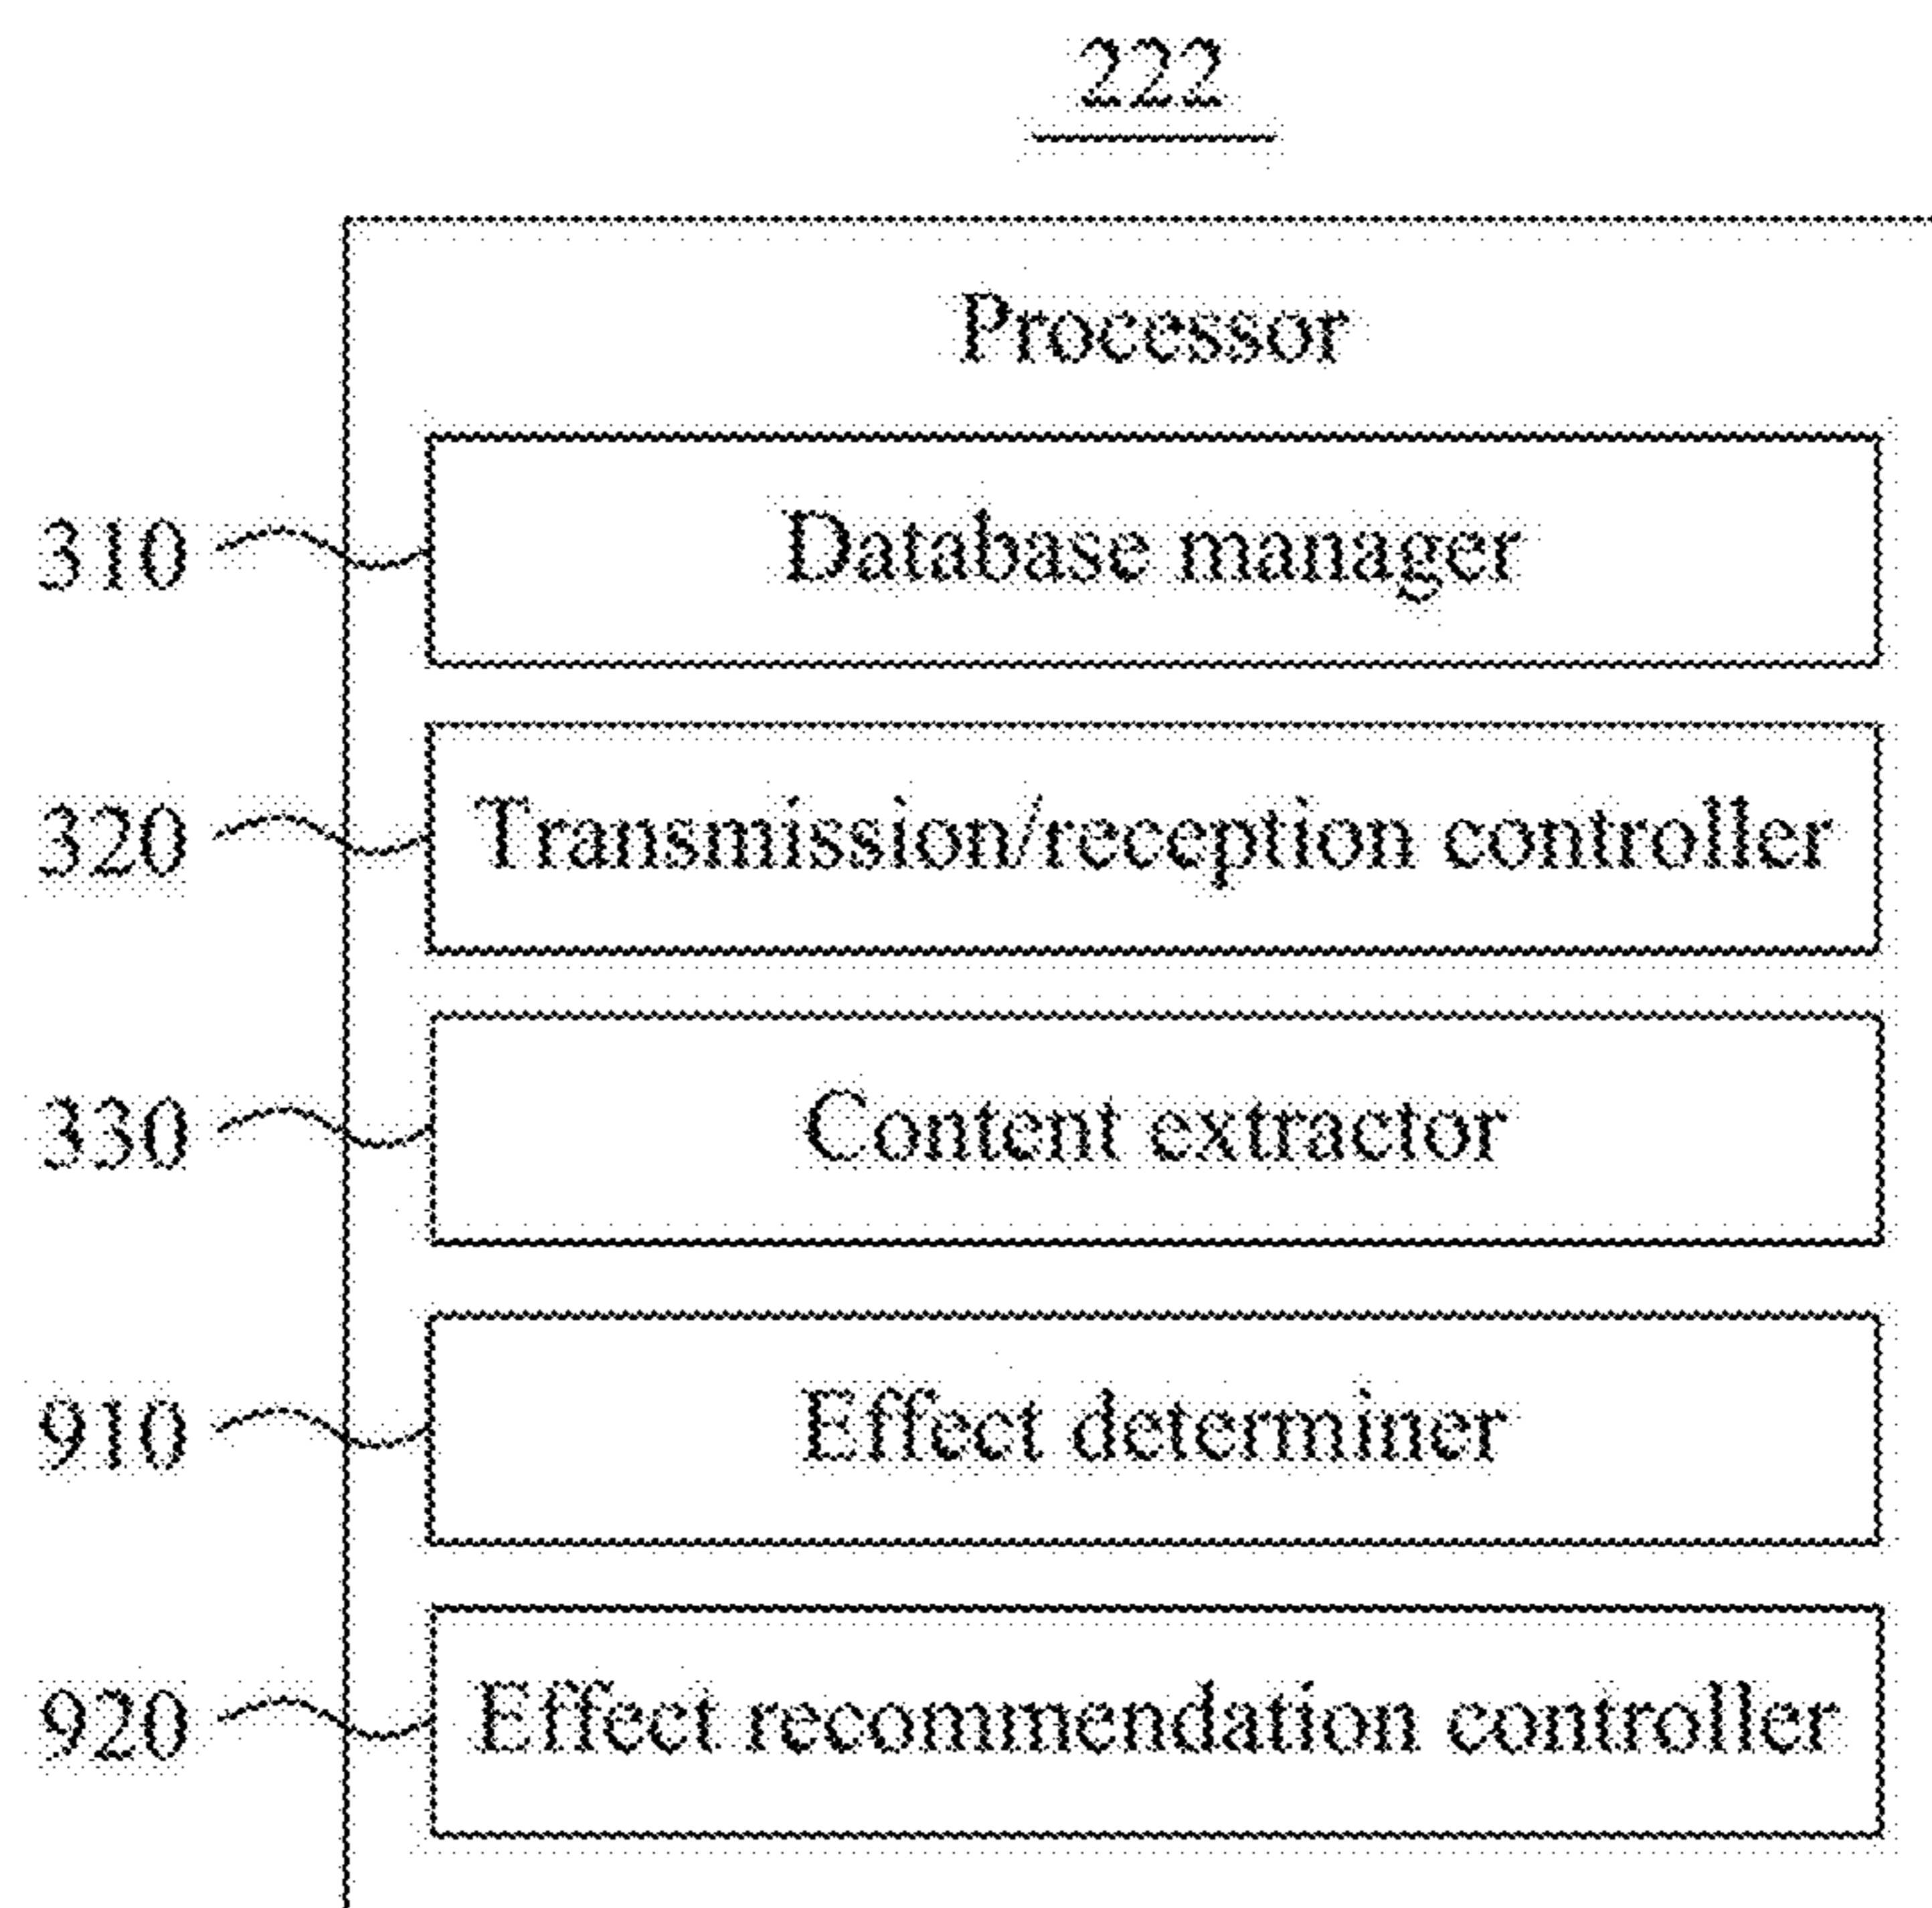 222
Processor
310 Database manager
320 Transmission/reception controller
330 Content extractor
910 Effect determiner
920 Effect recommendation controller